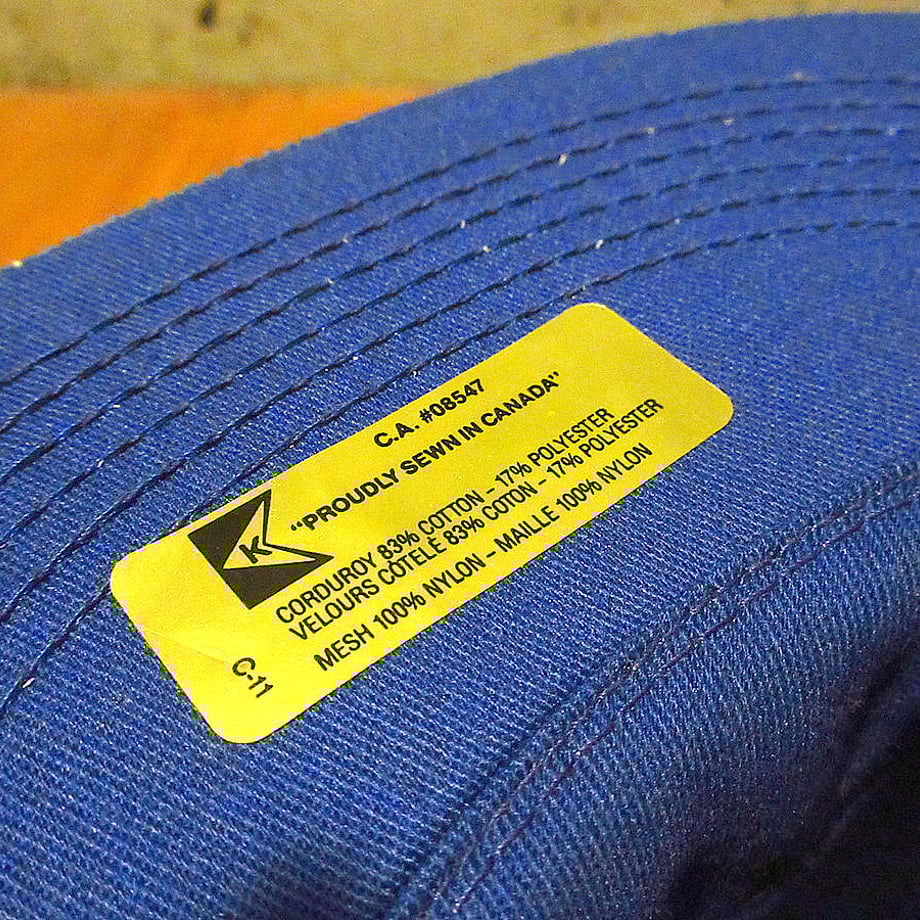 C.A. #08547
"PROUDLY SEWN IN CANADA"
K
CORDUROY 83% COTTON – 17% POLYESTER
VELOURS CÔTELÉ 83% COTON – 17% POLYESTER
MESH 100% NYLON – MAILLE 100% NYLON
C-11